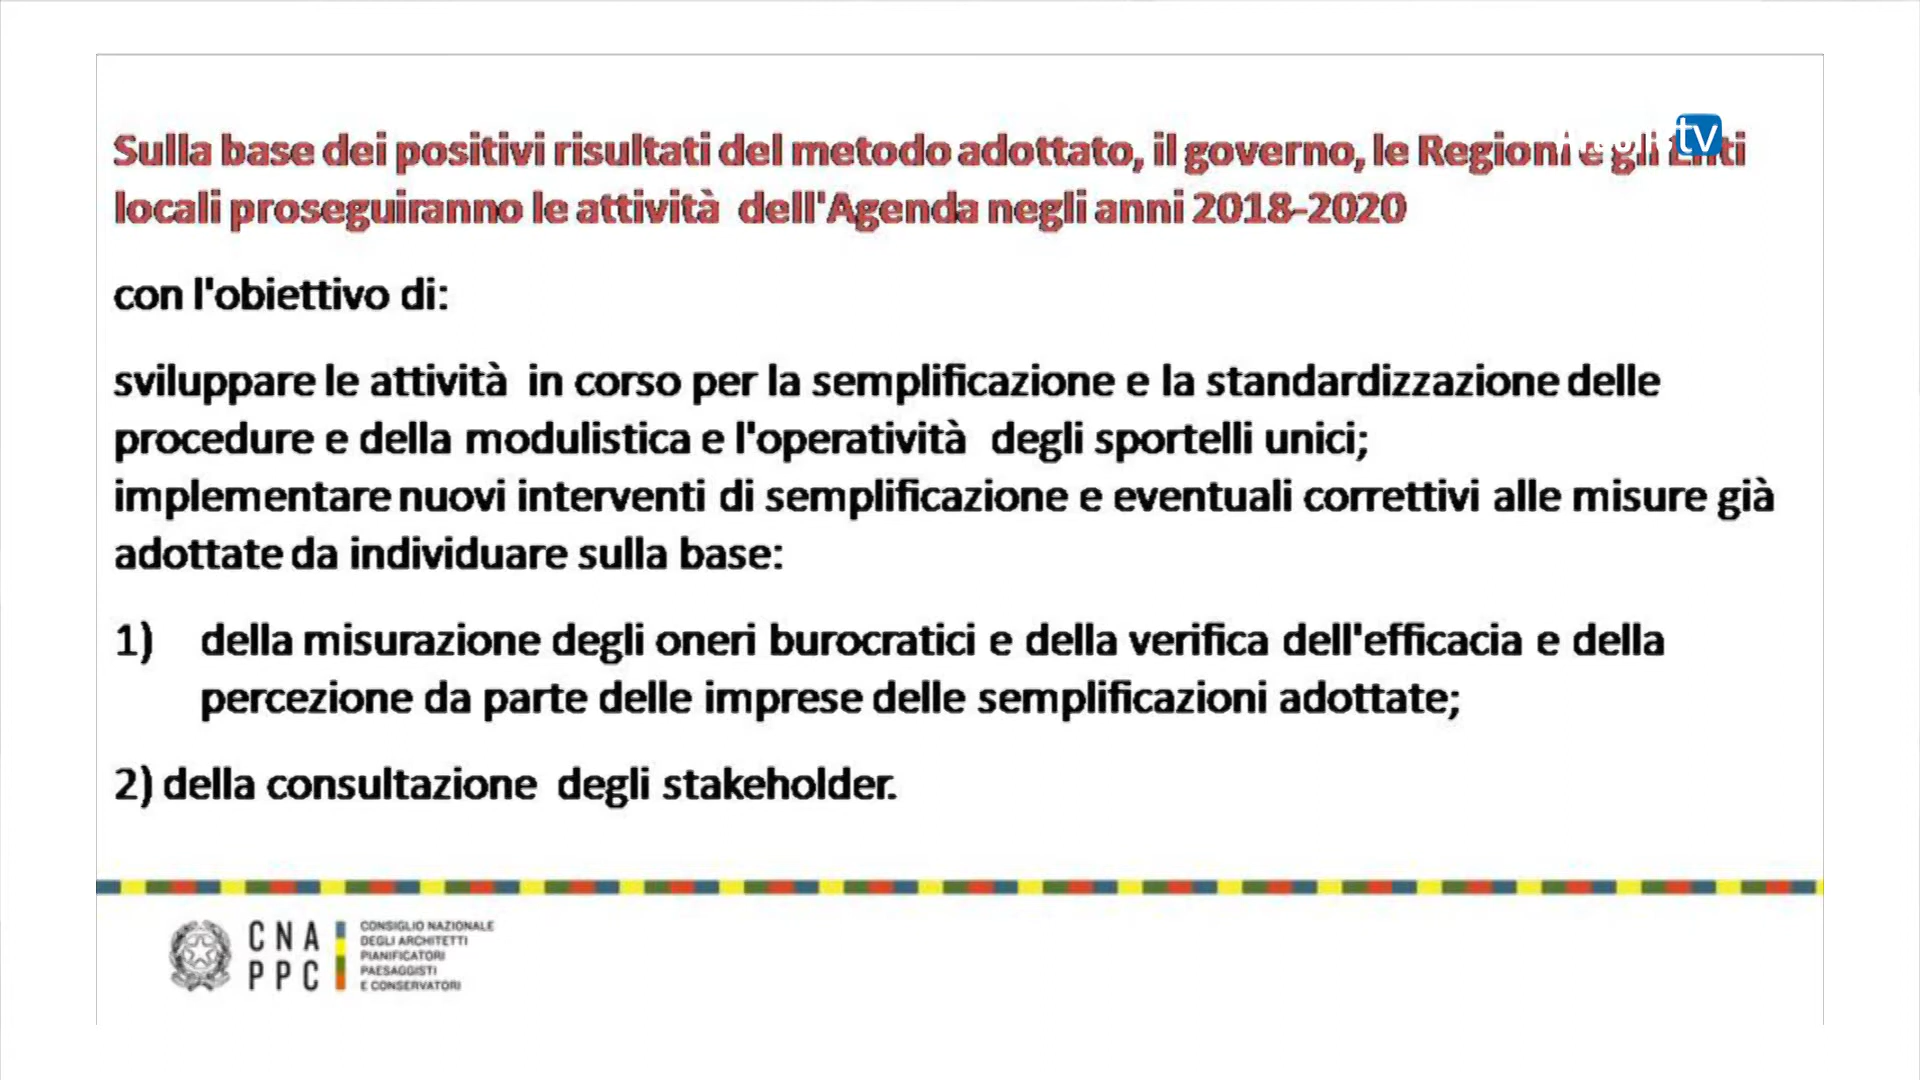 Sulla base dei positivi risultati del metodo adottato, il governo, le Regioni e gli Enti
locali proseguiranno le attività dell'Agenda negli anni 2018-2020
con l'obiettivo di:
sviluppare le attività in corso per la semplificazione e la standardizzazione delle
procedure e della modulistica e l'operatività degli sportelli unici;
implementare nuovi interventi di semplificazione e eventuali correttivi alle misure già
adottate da individuare sulla base:
1) della misurazione degli oneri burocratici e della verifica dell'efficacia e della
percezione da parte delle imprese delle semplificazioni adottate;
2) della consultazione degli stakeholder.
tv
CNA
PPC
CONSIGLIO NAZIONALE
DEGLI ARCHITETTI
PIANIFICATORI
PAESAGGISTI
E CONSERVATORI